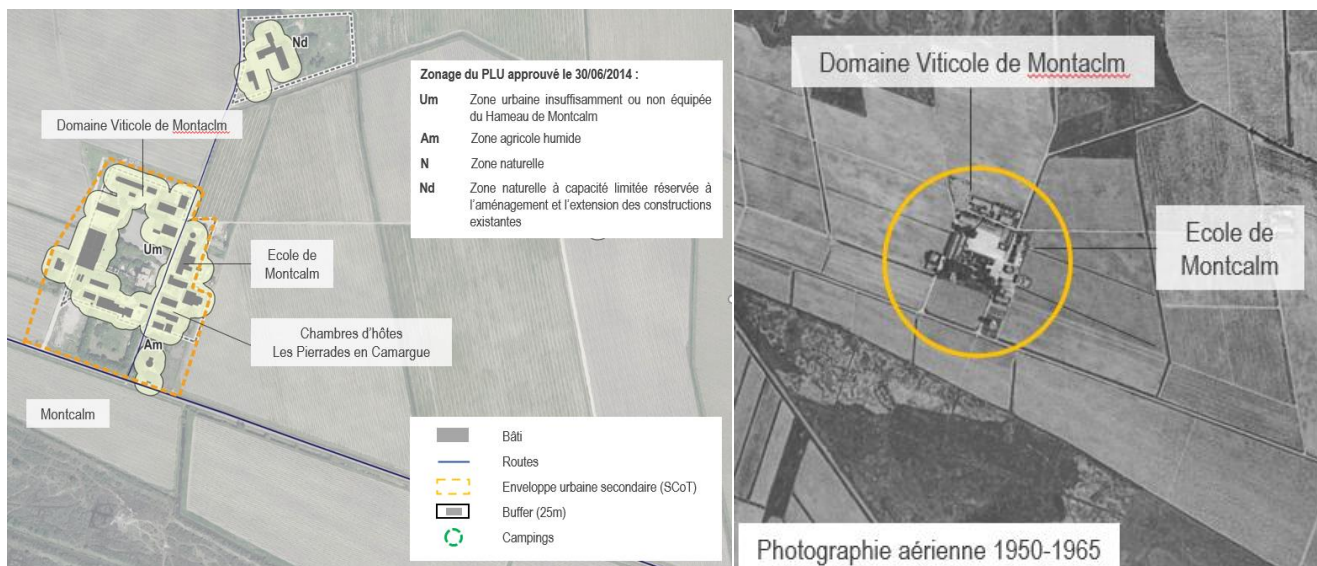 Nd
Zonage du PLU approuvé le 30/06/2014 :
Um Zone urbaine insuffisamment ou non équipée
du Hameau de Montcalm
Am Zone agricole humide
N Zone naturelle
Nd Zone naturelle à capacité limitée réservée à
l'aménagement et l'extension des constructions
existantes
Domaine Viticole de Montaclm
Um
Ecole de
Montcalm
Chambres d'hôtes
Les Pierrades en Camargue
Am
Montcalm
Bâti
Routes
Enveloppe urbaine secondaire (SCoT)
Buffer (25m)
Campings
Domaine Viticole de Montaclm
Ecole de
Montcalm
Photographie aérienne 1950-1965